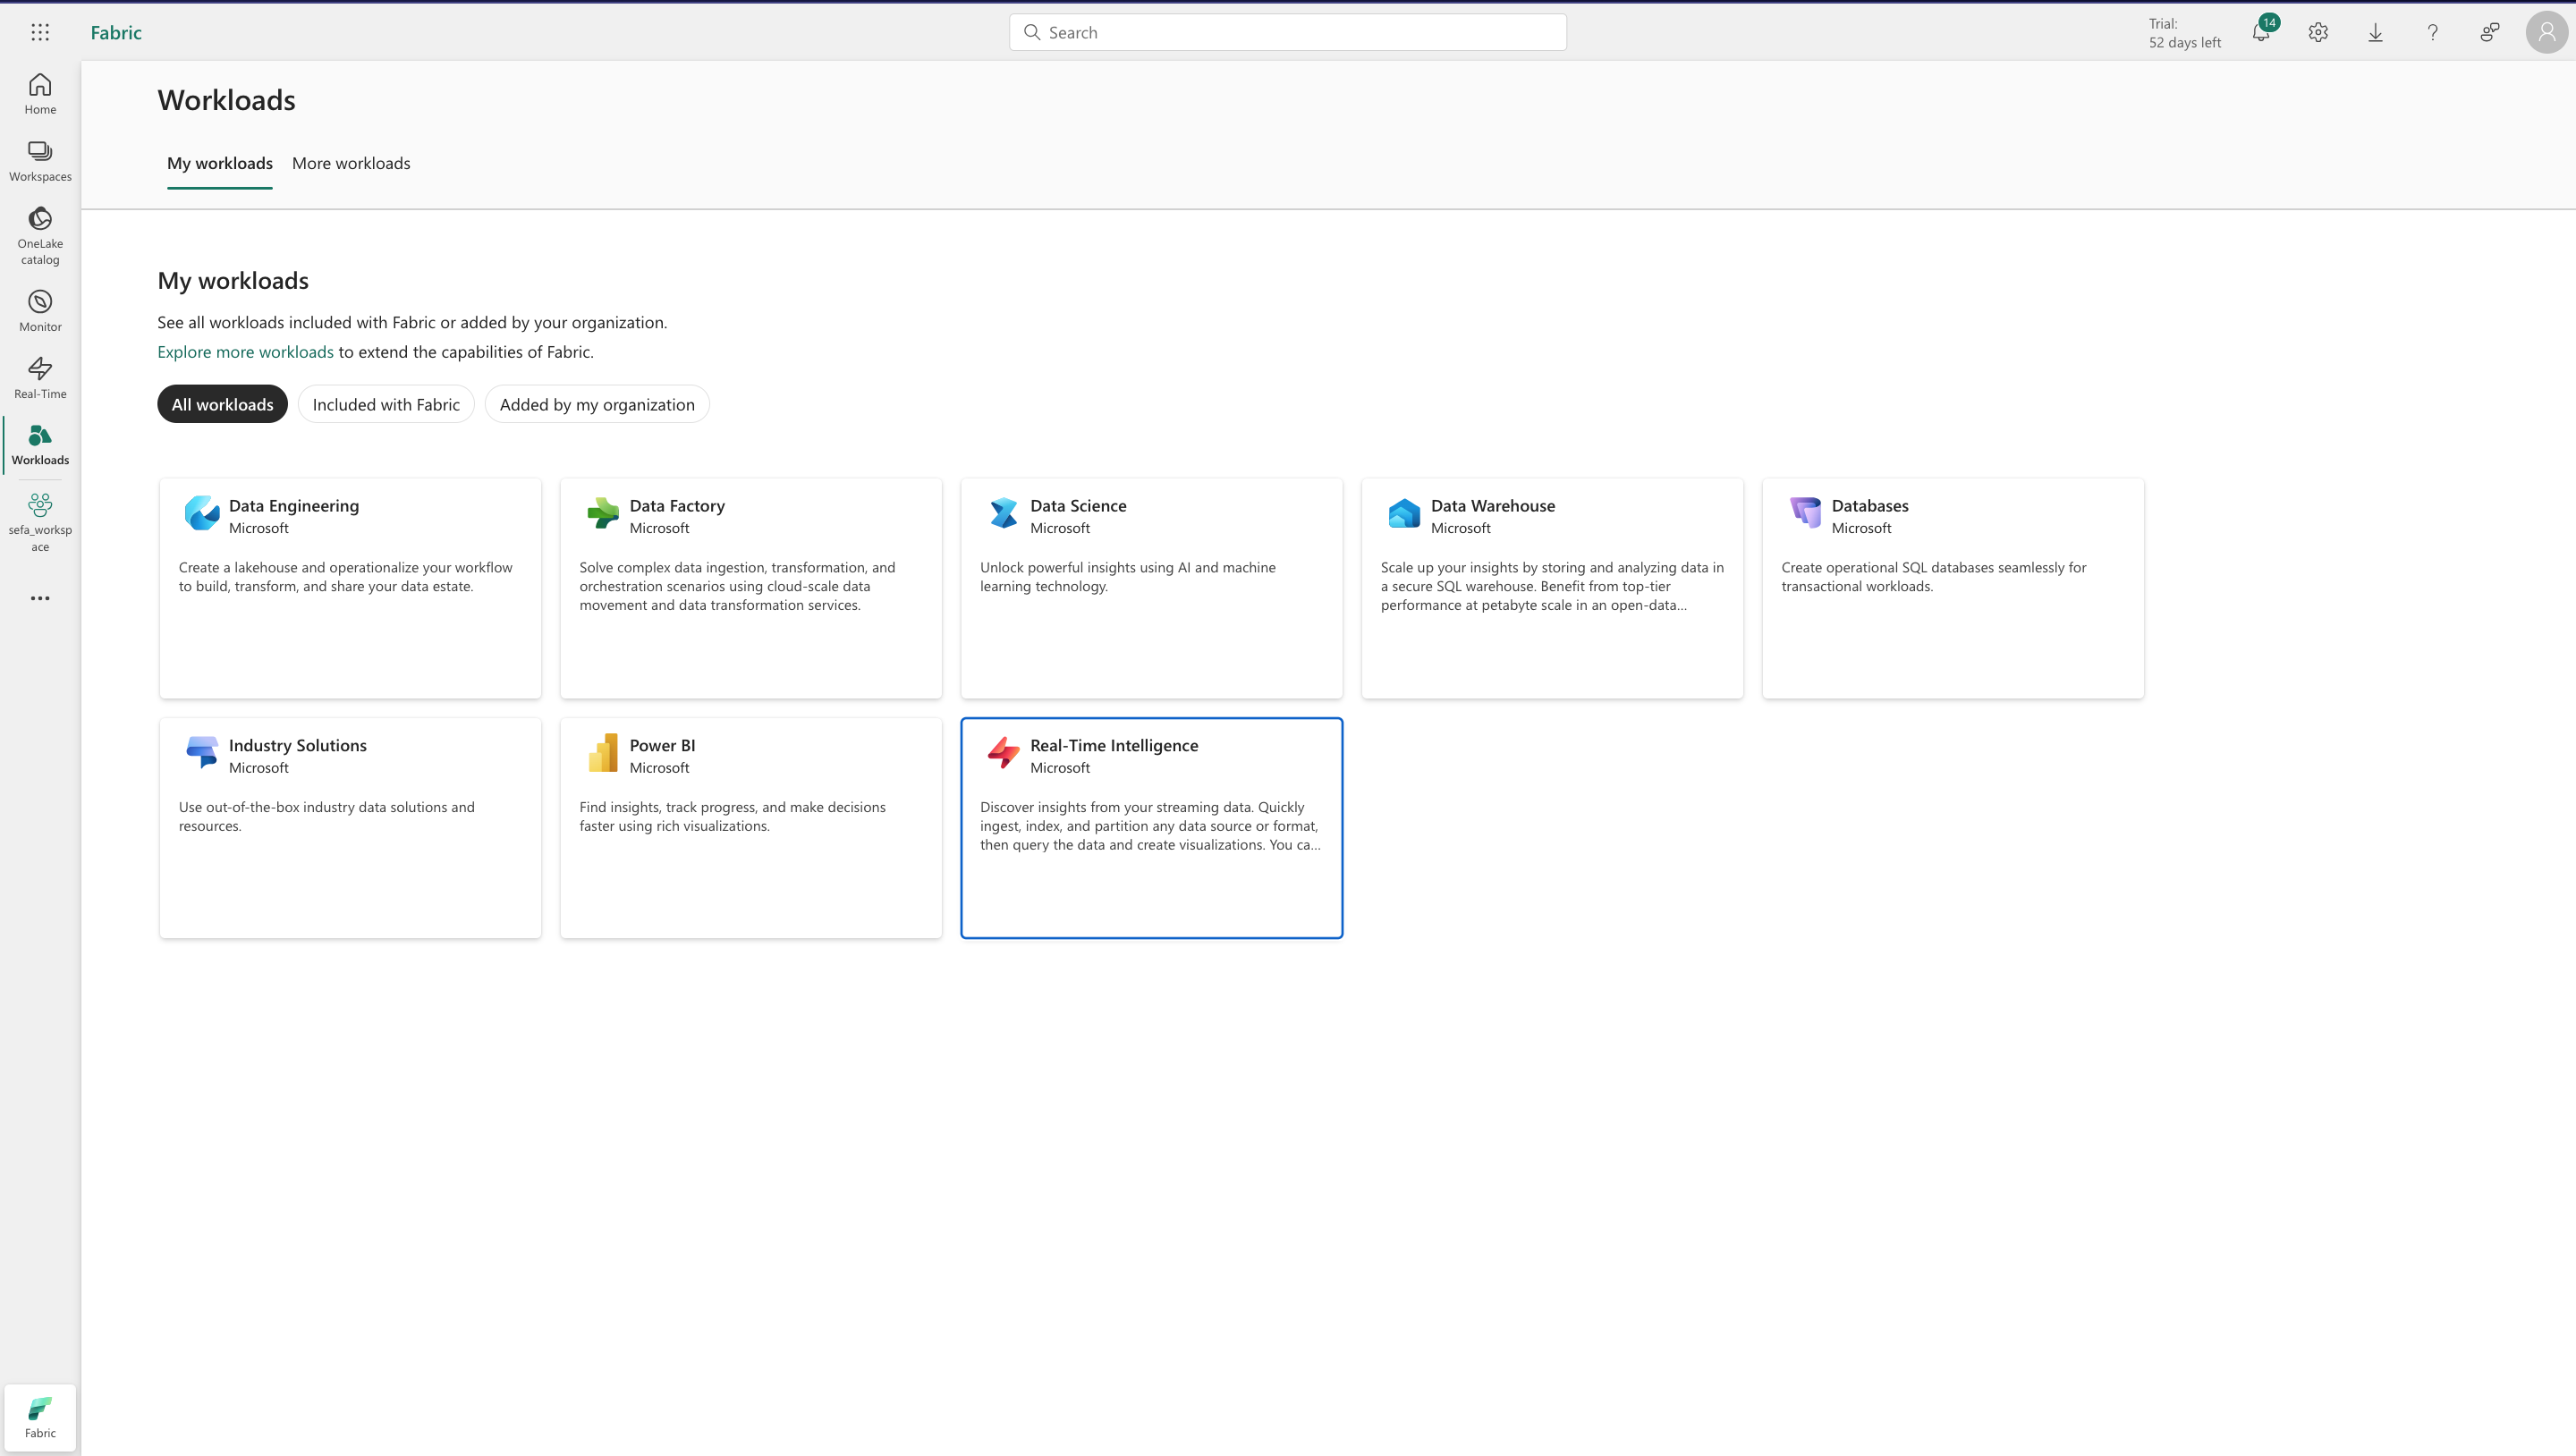 Fabric
Search
Trial:
52 days left
14
Home
Workspaces
OneLake
catalog
Monitor
Real-Time
Workloads
sefa_worksp
ace
Fabric
Workloads
My workloads
More workloads
My workloads
See all workloads included with Fabric or added by your organization.
Explore more workloads to extend the capabilities of Fabric.
All workloads
Included with Fabric
Added by my organization
Data Engineering
Microsoft
Create a lakehouse and operationalize your workflow
to build, transform, and share your data estate.
Data Factory
Microsoft
Solve complex data ingestion, transformation, and
orchestration scenarios using cloud-scale data
movement and data transformation services.
Data Science
Microsoft
Unlock powerful insights using AI and machine
learning technology.
Data Warehouse
Microsoft
Scale up your insights by storing and analyzing data in
a secure SQL warehouse. Benefit from top-tier
performance at petabyte scale in an open-data...
Databases
Microsoft
Create operational SQL databases seamlessly for
transactional workloads.
Industry Solutions
Microsoft
Use out-of-the-box industry data solutions and
resources.
Power BI
Microsoft
Find insights, track progress, and make decisions
faster using rich visualizations.
Real-Time Intelligence
Microsoft
Discover insights from your streaming data. Quickly
ingest, index, and partition any data source or format,
then query the data and create visualizations. You ca...